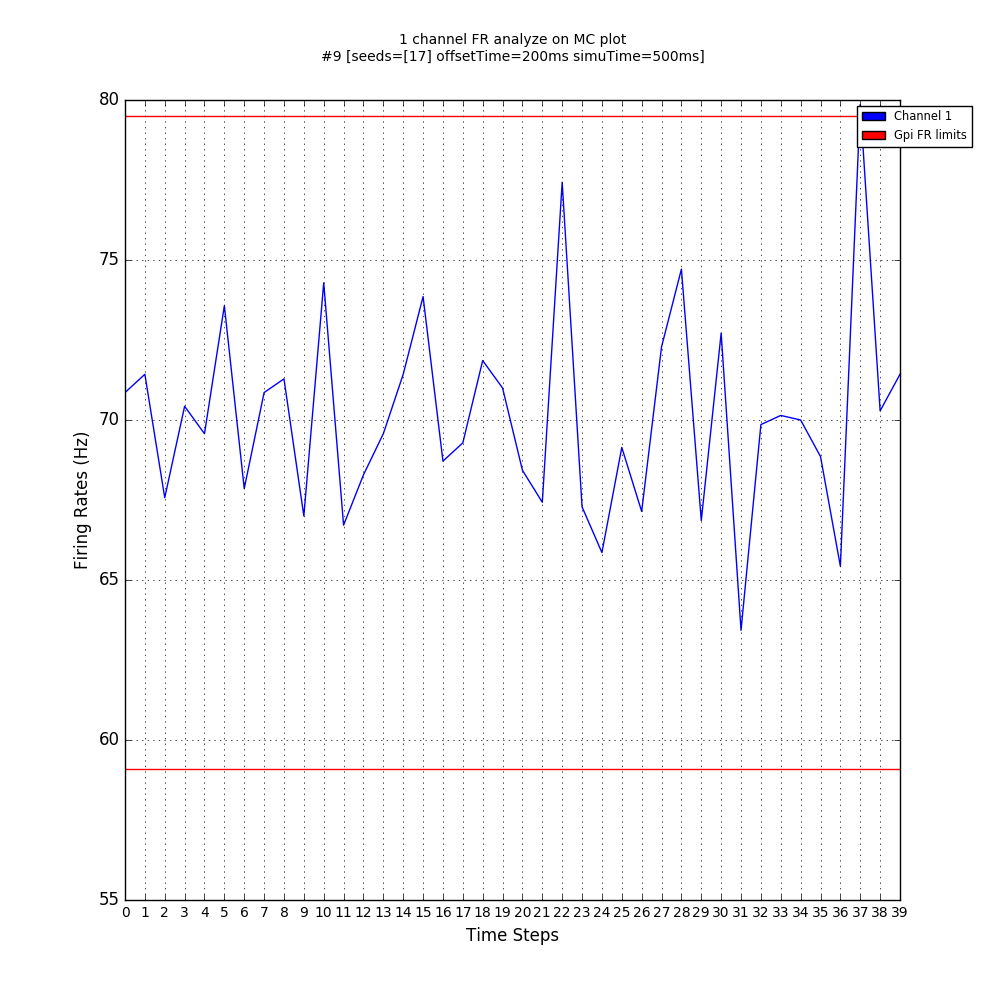 1 channel FR analyze on MC plot
#9 [seeds=[17] offsetTime=200ms simuTime=500ms]
80
Channel 1
Gpi FR limits
75
70
Firing Rates (Hz)
65
60
55
0 1 2 3 4 5 6 7 8 9 10 11 12 13 14 15 16 17 18 19 20 21 22 23 24 25 26 27 28 29 30 31 32 33 34 35 36 37 38 39
Time Steps